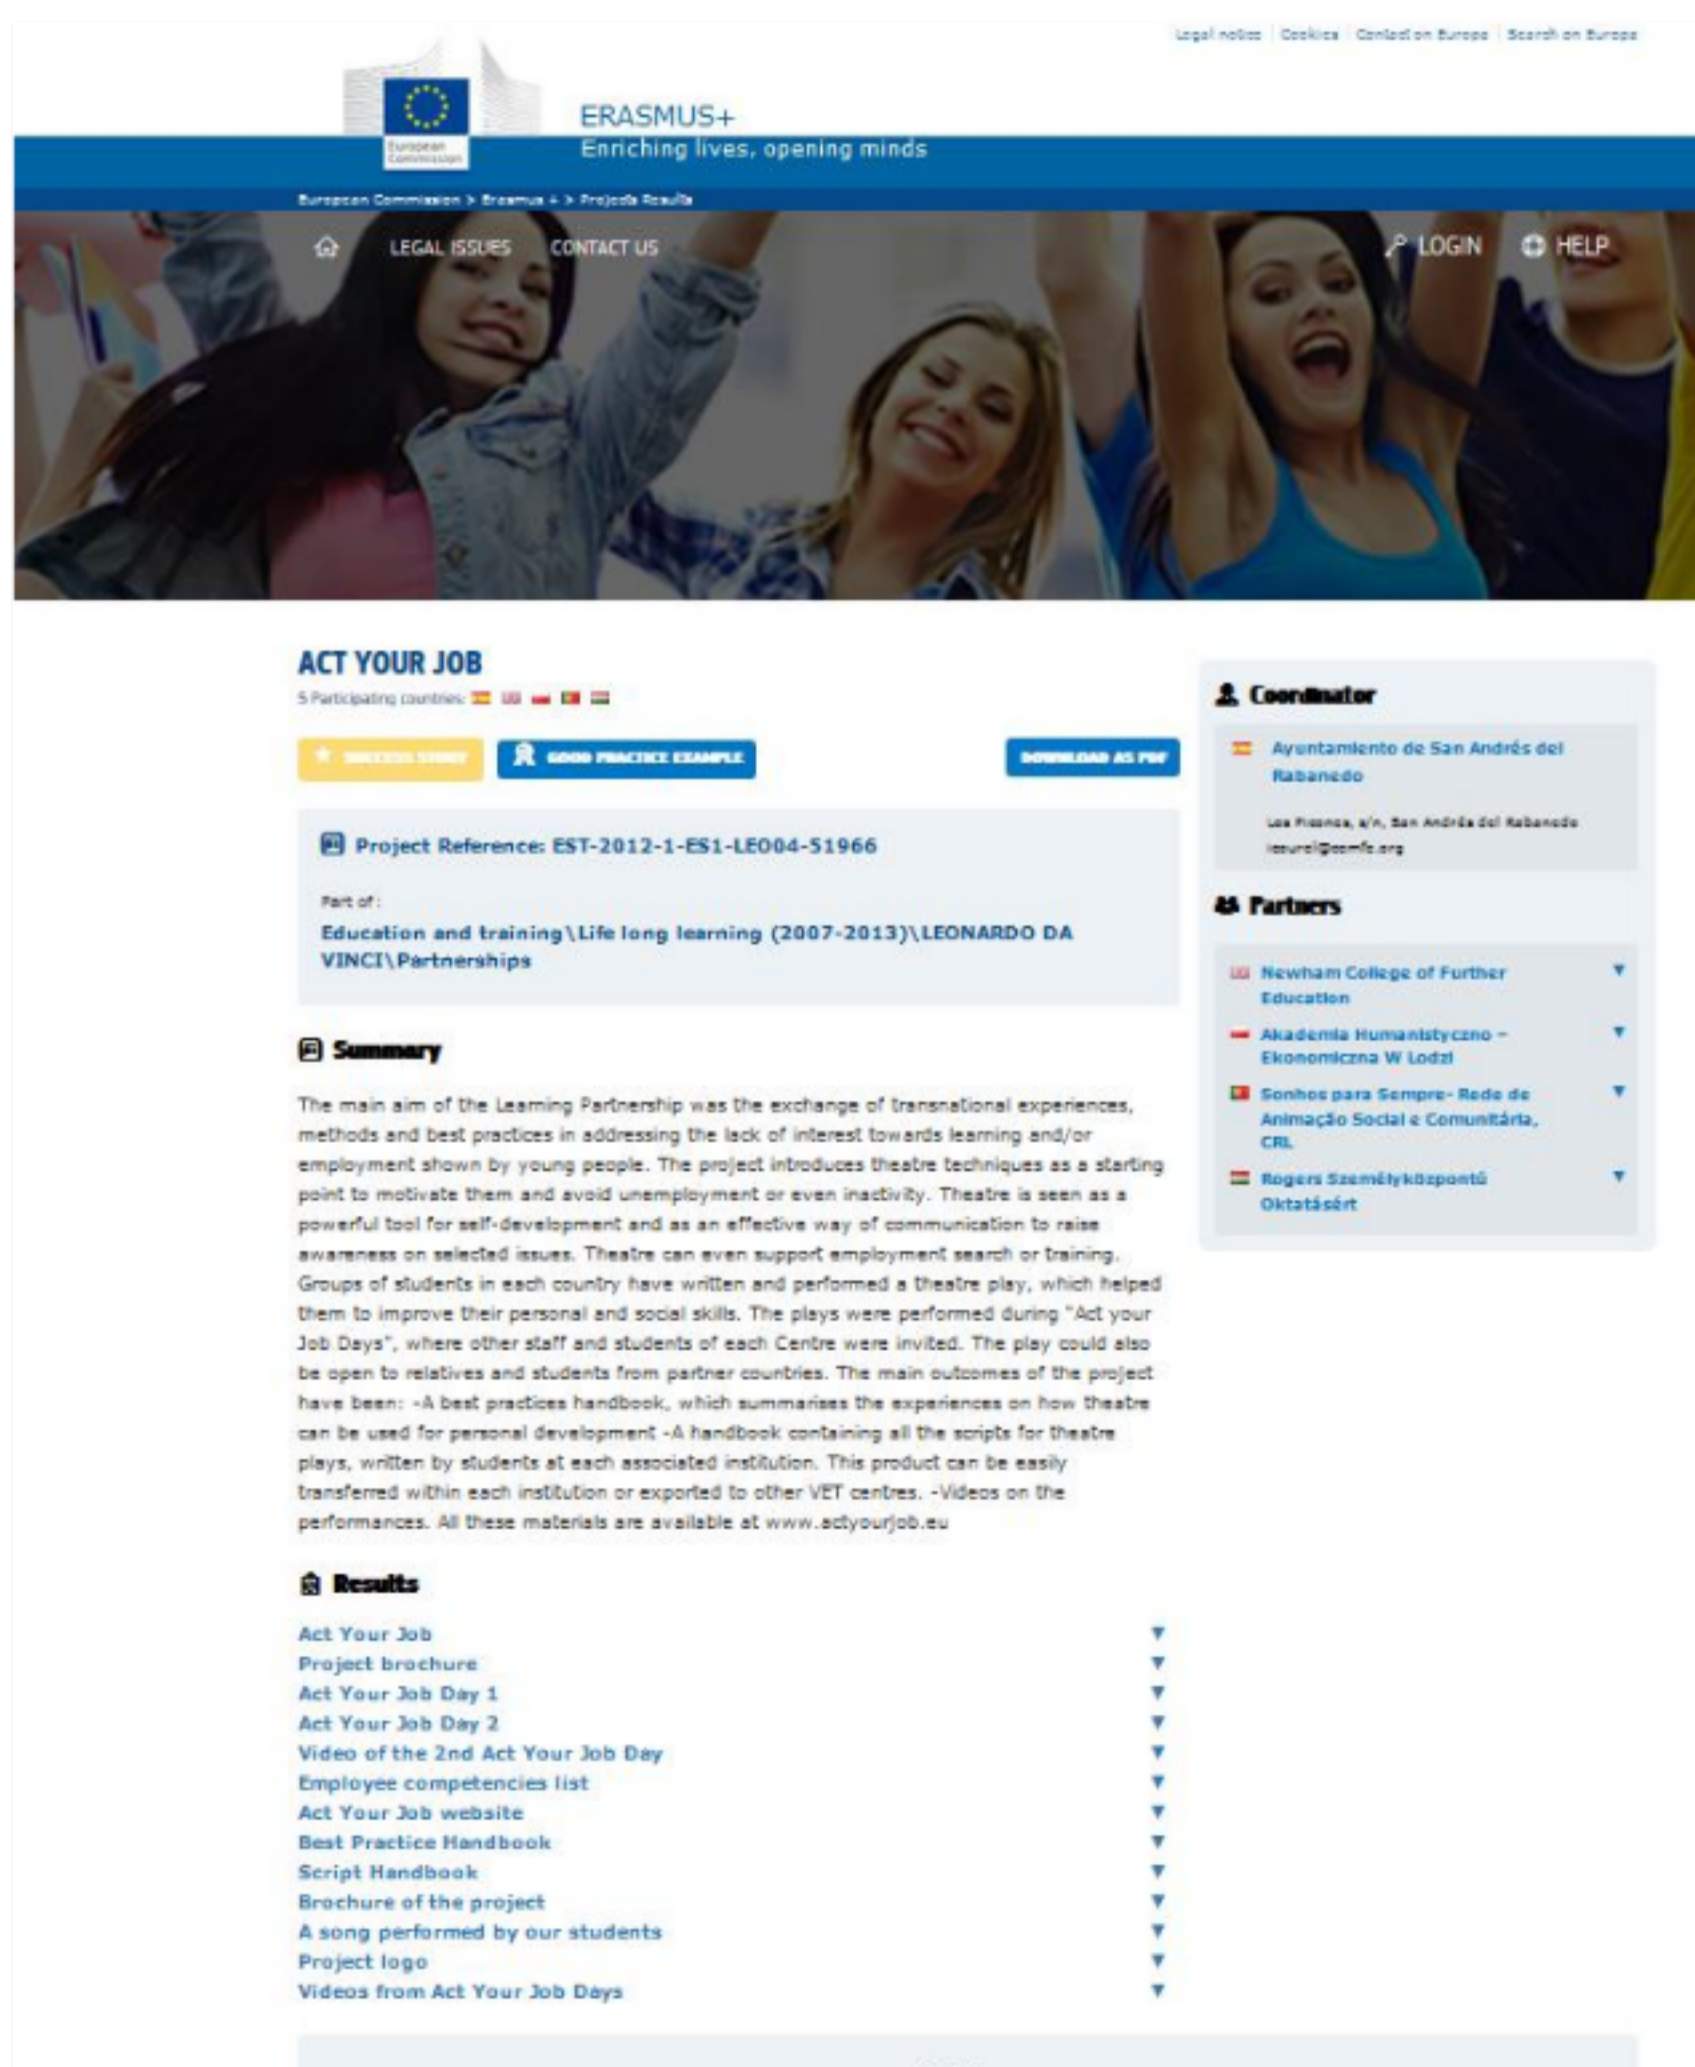 Legal notice | Cookies | Contact on Europa | Search on Europa
ERASMUS+
Enriching lives, opening minds
European
Commission
European Commission > Erasmus + > Projects Results
LEGAL ISSUES CONTACT US LOGIN HELP
ACT YOUR JOB
5 Participating countries:
SUCCESS STORY GOOD PRACTICE EXAMPLE DOWNLOAD AS PDF
Project Reference: EST-2012-1-ES1-LEO04-51966
Part of:
Education and training\Life long learning (2007-2013)\LEONARDO DA
VINCI\Partnerships
Summary
The main aim of the Learning Partnership was the exchange of transnational experiences,
methods and best practices in addressing the lack of interest towards learning and/or
employment shown by young people. The project introduces theatre techniques as a starting
point to motivate them and avoid unemployment or even inactivity. Theatre is seen as a
powerful tool for self-development and as an effective way of communication to raise
awareness on selected issues. Theatre can even support employment search or training.
Groups of students in each country have written and performed a theatre play, which helped
them to improve their personal and social skills. The plays were performed during "Act your
Job Days", where other staff and students of each Centre were invited. The play could also
be open to relatives and students from partner countries. The main outcomes of the project
have been: -A best practices handbook, which summarises the experiences on how theatre
can be used for personal development -A handbook containing all the scripts for theatre
plays, written by students at each associated institution. This product can be easily
transferred within each institution or exported to other VET centres. -Videos on the
performances. All these materials are available at www.actyourjob.eu
Results
Act Your Job
Project brochure
Act Your Job Day 1
Act Your Job Day 2
Video of the 2nd Act Your Job Day
Employee competencies list
Act Your Job website
Best Practice Handbook
Script Handbook
Brochure of the project
A song performed by our students
Project logo
Videos from Act Your Job Days
Coordinator
Ayuntamiento de San Andrés del
Rabanedo
Los Picones, s/n, San Andrés del Rabanedo
Partners
Newham College of Further
Education
Akademia Humanistyczno –
Ekonomiczna W Lodzi
Sonhos para Sempre- Rede de
Animação Social e Comunitária,
CRL
Rogers Személyközpontú
Oktatásért